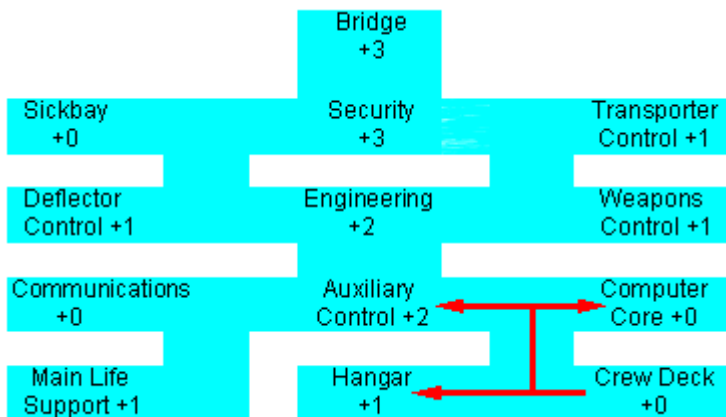 Bridge
+3
Sickbay
+0
Security
+3
Transporter
Control +1
Deflector
Control +1
Engineering
+2
Weapons
Control +1
Communications
+0
Auxiliary
Control +2
Computer
Core +0
Main Life
Support +1
Hangar
+1
Crew Deck
+0